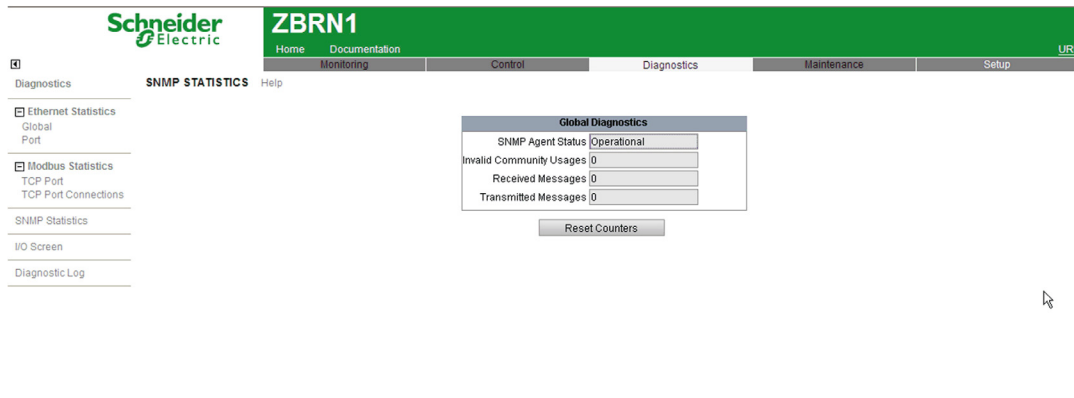 Schneider Electric
ZBRN1
Home Documentation
UR
Monitoring Control Diagnostics Maintenance Setup
Diagnostics
SNMP STATISTICS Help
Ethernet Statistics
Global
Port
Modbus Statistics
TCP Port
TCP Port Connections
SNMP Statistics
I/O Screen
Diagnostic Log
Global Diagnostics
SNMP Agent Status Operational
Invalid Community Usages 0
Received Messages 0
Transmitted Messages 0
Reset Counters